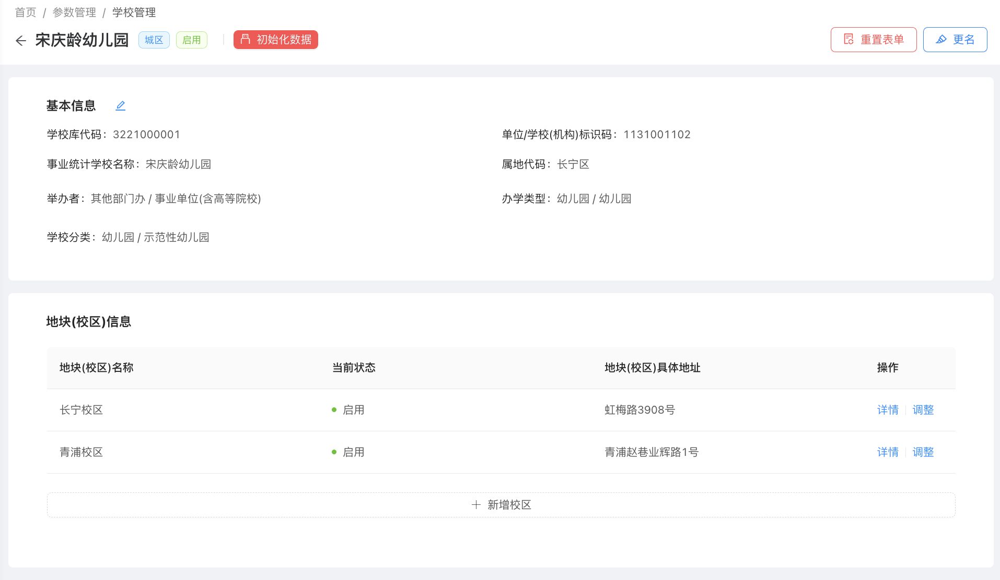 首页 / 参数管理 / 学校管理
宋庆龄幼儿园 城区 启用 初始化数据 重置表单 更名
基本信息
学校库代码：3221000001 单位/学校(机构)标识码：1131001102
事业统计学校名称：宋庆龄幼儿园 属地代码：长宁区
举办者：其他部门办 / 事业单位(含高等院校) 办学类型：幼儿园 / 幼儿园
学校分类：幼儿园 / 示范性幼儿园
地块(校区)信息
地块(校区)名称 当前状态 地块(校区)具体地址 操作
长宁校区 启用 虹梅路3908号 详情 调整
青浦校区 启用 青浦赵巷业辉路1号 详情 调整
新增校区